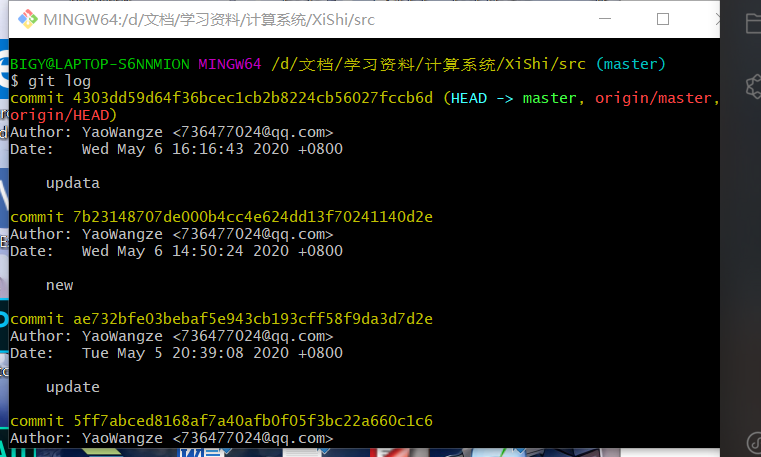 MINGW64:/d/文档/学习资料/计算系统/XiShi/src
BIGY@LAPTOP-S6NNMION MINGW64 /d/文档/学习资料/计算系统/XiShi/src (master)
$ git log
commit 4303dd59d64f36bcec1cb2b8224cb56027fccb6d (HEAD -> master, origin/master,
origin/HEAD)
Author: YaoWangze <736477024@qq.com>
Date:   Wed May 6 16:16:43 2020 +0800
updata
commit 7b23148707de000b4cc4e624dd13f70241140d2e
Author: YaoWangze <736477024@qq.com>
Date:   Wed May 6 14:50:24 2020 +0800
new
commit ae732bfe03bebaf5e943cb193cff58f9da3d7d2e
Author: YaoWangze <736477024@qq.com>
Date:   Tue May 5 20:39:08 2020 +0800
update
commit 5ff7abced8168af7a40afb0f05f3bc22a660c1c6
Author: YaoWangze <736477024@qq.com>